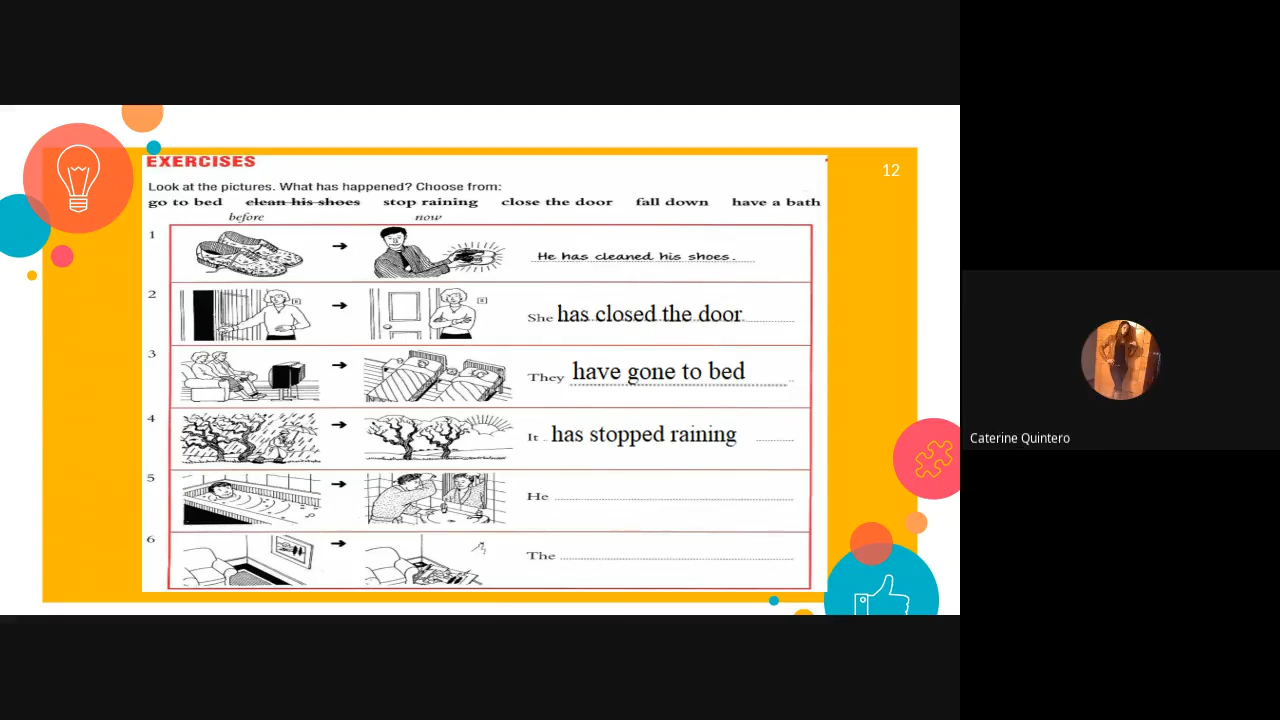 12
EXERCISES
Look at the pictures. What has happened? Choose from:
go to bed clean his shoes stop raining close the door fall down have a bath
before now
1 He has cleaned his shoes.
2 She has closed the door
3 They have gone to bed
4 It has stopped raining
5 He
6 The
Caterine Quintero